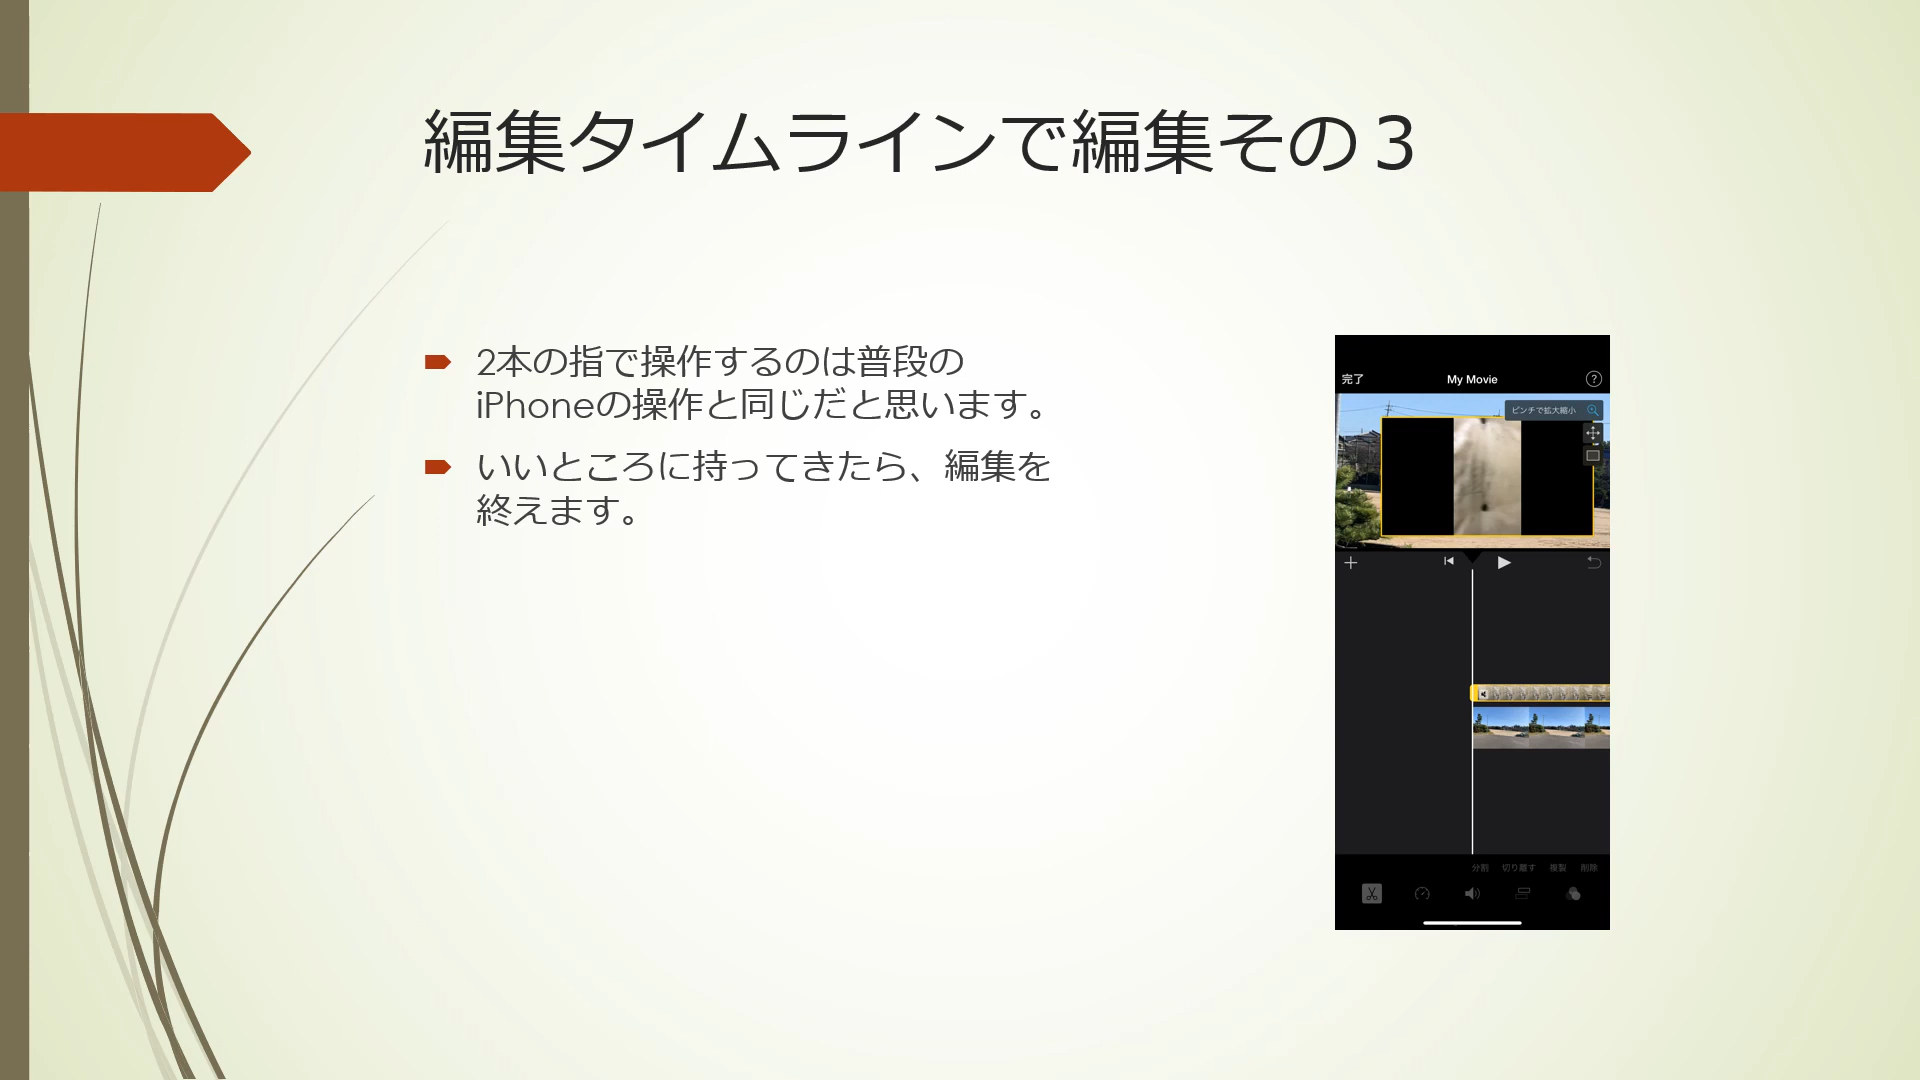 編集タイムラインで編集その３
2本の指で操作するのは普段の
iPhoneの操作と同じだと思います。
いいところに持ってきたら、編集を
終えます。
完了 My Movie ?
ピンチで拡大縮小
分割 切り離す 複製 削除